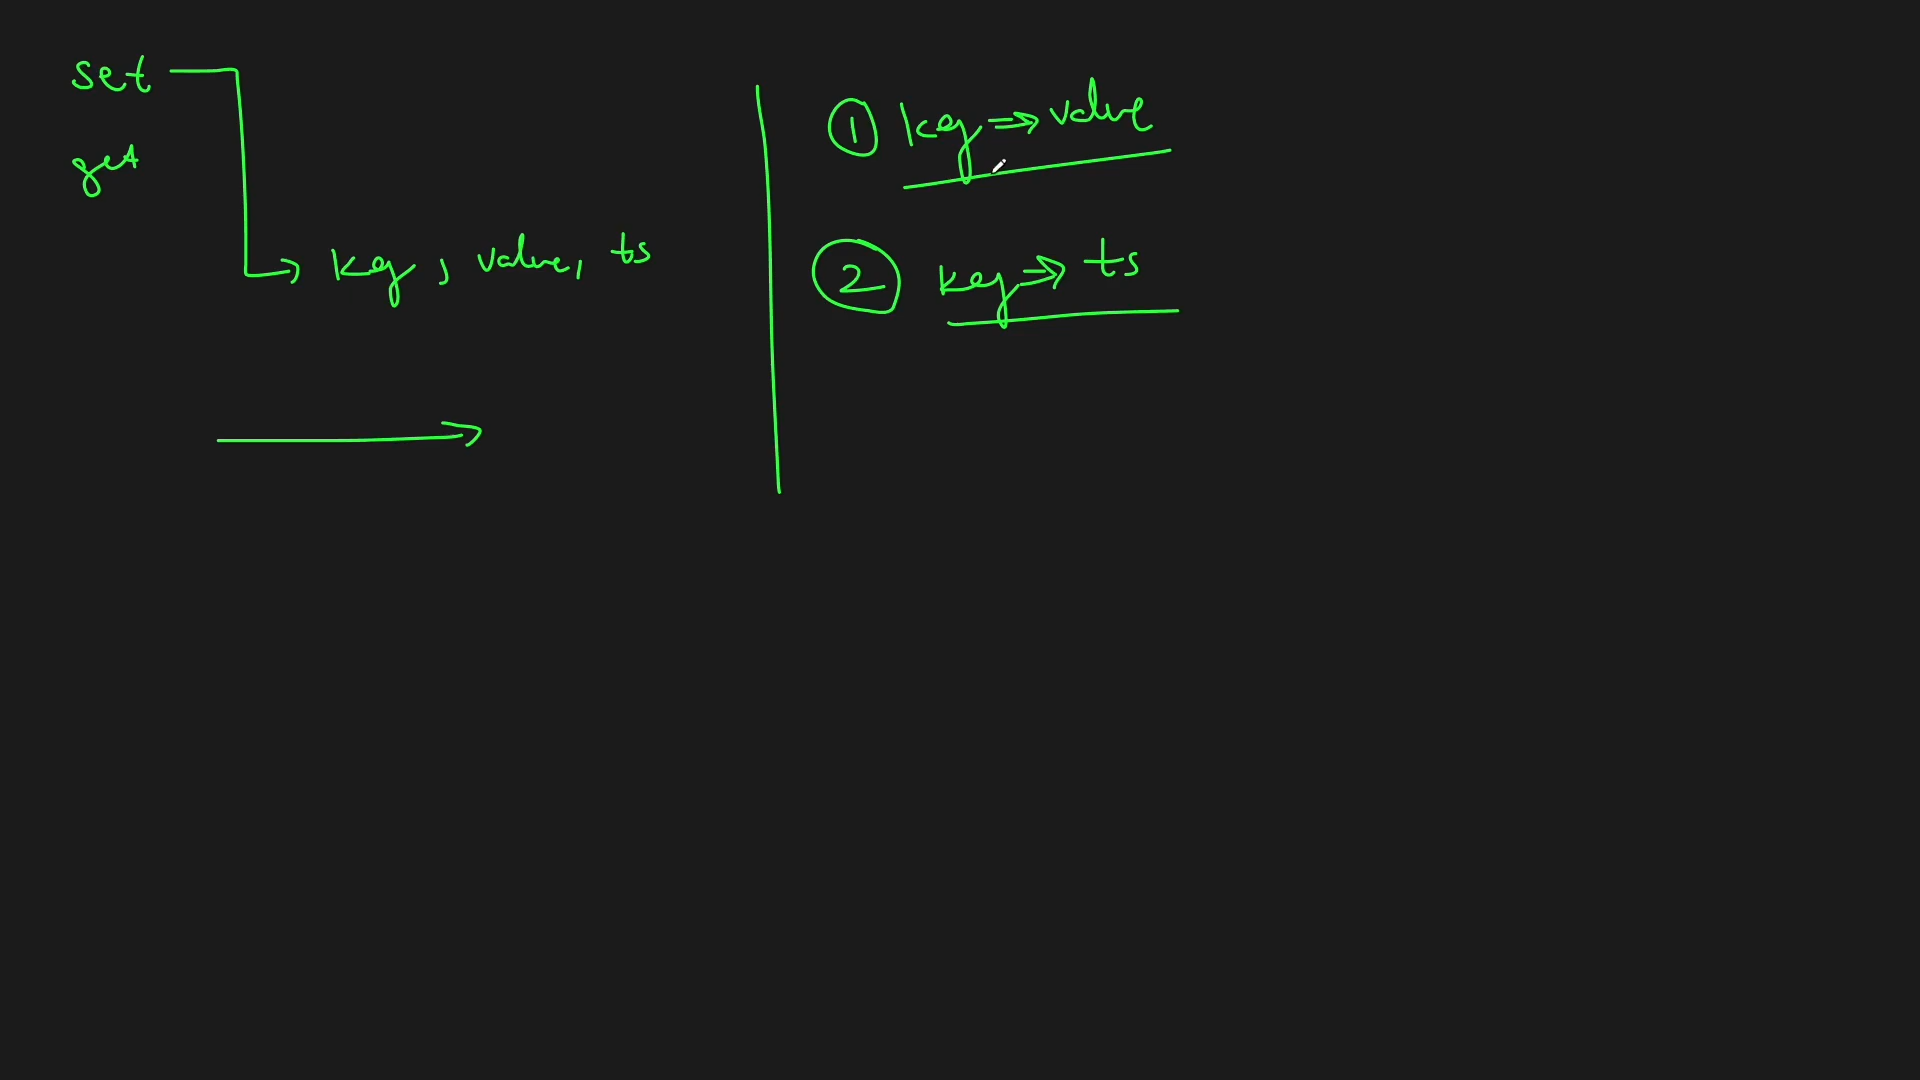 set
get
key, value, ts
① key ⇒ value
② key ⇒ ts